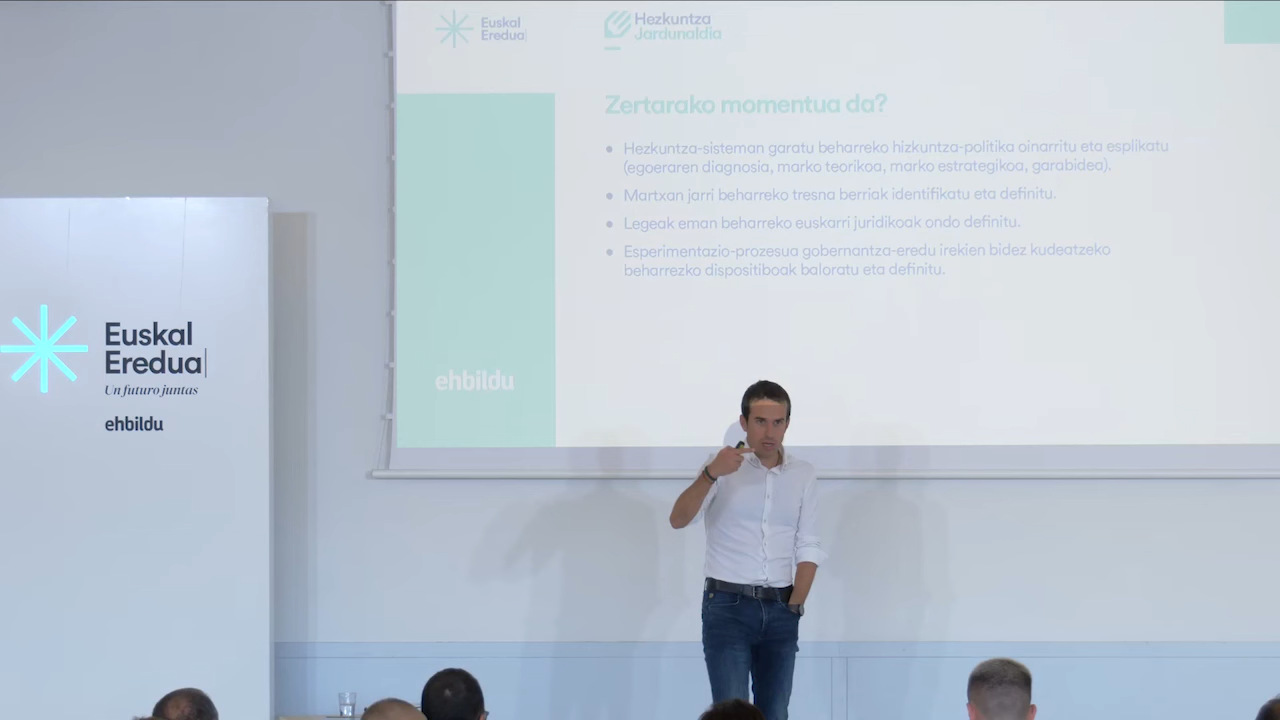 Euskal
Eredua
Hezkuntza
Jardunaldia
Zertarako momentua da?
• Hezkuntza-sisteman garatu beharreko hizkuntza-politika oinarritu eta esplikatu
(egoeraren diagnosia, marko teorikoa, marko estrategikoa, garabidea).
• Martxan jarri beharreko tresna berriak identifikatu eta definitu.
• Legeak eman beharreko euskarri juridikoak ondo definitu.
• Esperimentazio-prozesua gobernantza-eredu irekien bidez kudeatzeko
beharrezko dispositiboak baloratu eta definitu.
ehbildu
Euskal
Eredua
Un futuro juntas
ehbildu